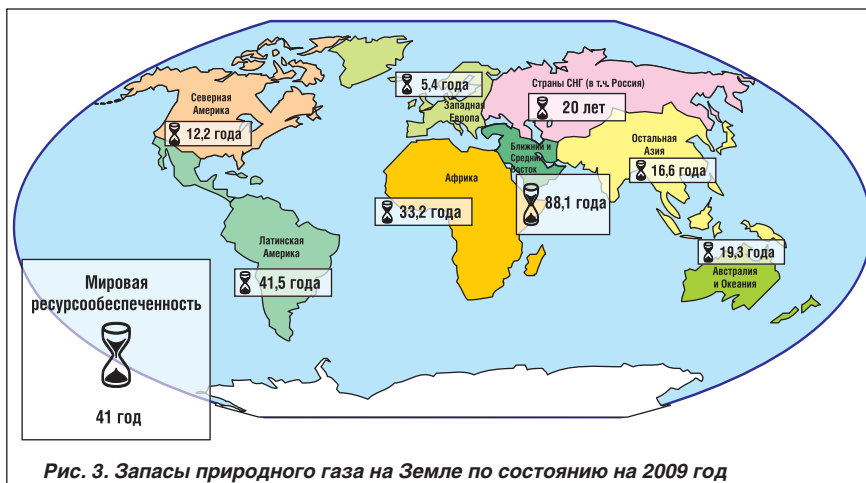 Северная
Америка
12,2 года
5,4 года
Западная
Европа
Страны СНГ (в т.ч. Россия)
20 лет
Остальная
Азия
16,6 года
Ближний и
Средний
Восток
88,1 года
Африка
33,2 года
Латинская
Америка
41,5 года
19,3 года
Австралия
и Океания
Мировая
ресурсообеспеченность
41 год
Рис. 3. Запасы природного газа на Земле по состоянию на 2009 год